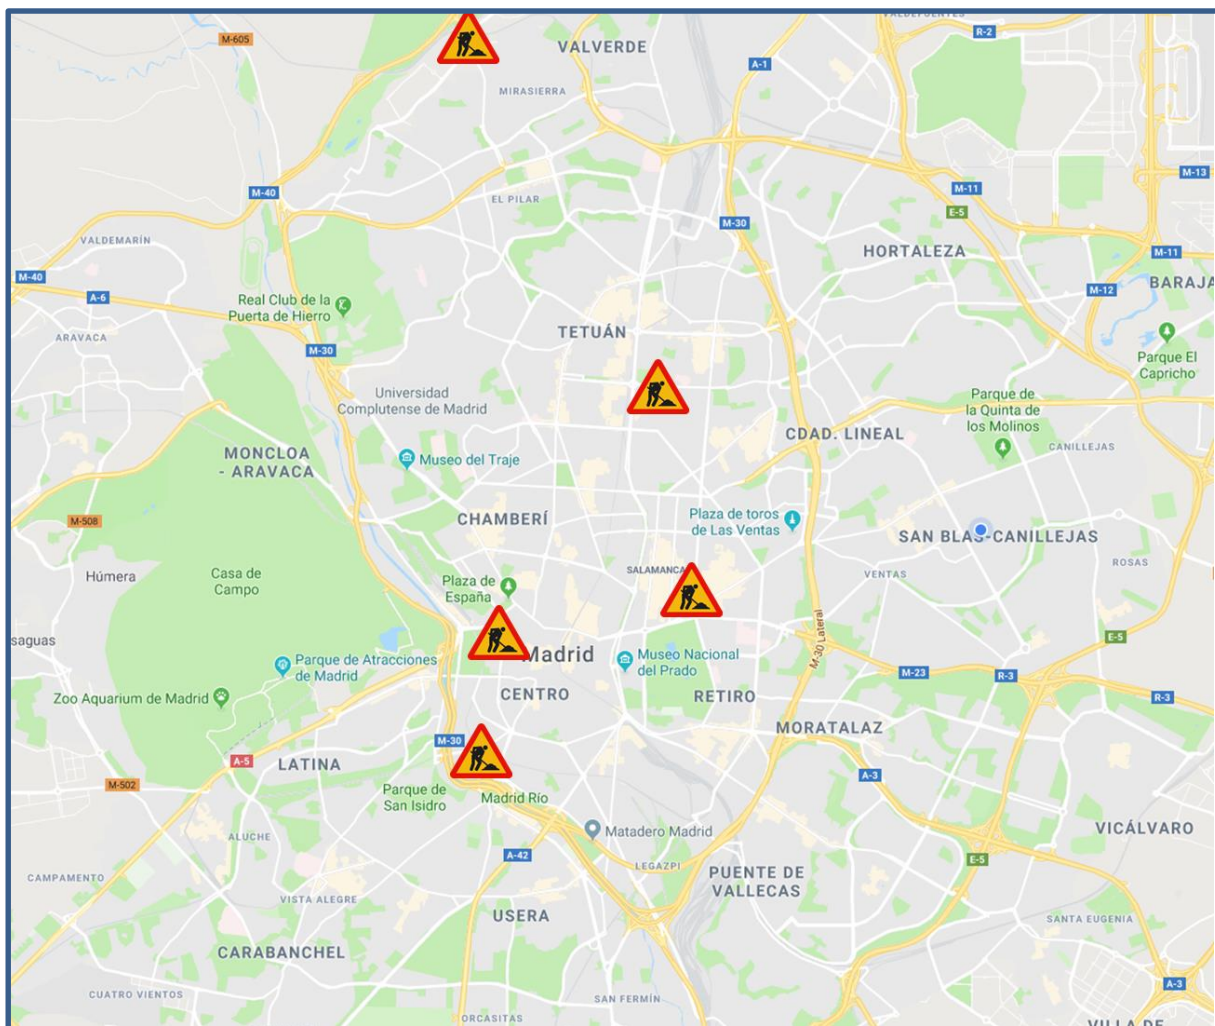 VALDEFUENTES
M-605
R-2
VALVERDE
A-1
MIRASIERRA
M-13
M-40
M-11
EL PILAR
E-5
M-30
VALDEMARÍN
HORTALEZA
M-11
M-40
M-12
BARAJA
A-6
Real Club de la
Puerta de Hierro
ARAVACA
TETUÁN
M-30
Parque El
Capricho
Universidad
Complutense de Madrid
Parque de
la Quinta de
los Molinos
CDAD. LINEAL
CANILLEJAS
MONCLOA
- ARAVACA
Museo del Traje
M-508
CHAMBERÍ
Plaza de toros
de Las Ventas
SAN BLAS-CANILLEJAS
Húmera
Casa de
Campo
Plaza de
España
SALAMANCA
VENTAS
ROSAS
saguas
M-30 Lateral
E-5
Parque de Atracciones
de Madrid
Madrid
Museo Nacional
del Prado
M-23
R-3
R-3
Zoo Aquarium de Madrid
CENTRO
RETIRO
MORATALAZ
M-30
A-5
LATINA
A-3
M-502
Parque de
San Isidro
Madrid Río
ALUCHE
Matadero Madrid
VICÁLVARO
A-42
LEGAZPI
E-5
CAMPAMENTO
PUENTE DE
VALLECAS
VISTA ALEGRE
USERA
SANTA EUGENIA
CARABANCHEL
A-3
CUATRO VIENTOS
SAN FERMÍN
ORCASITAS
VILLA DE